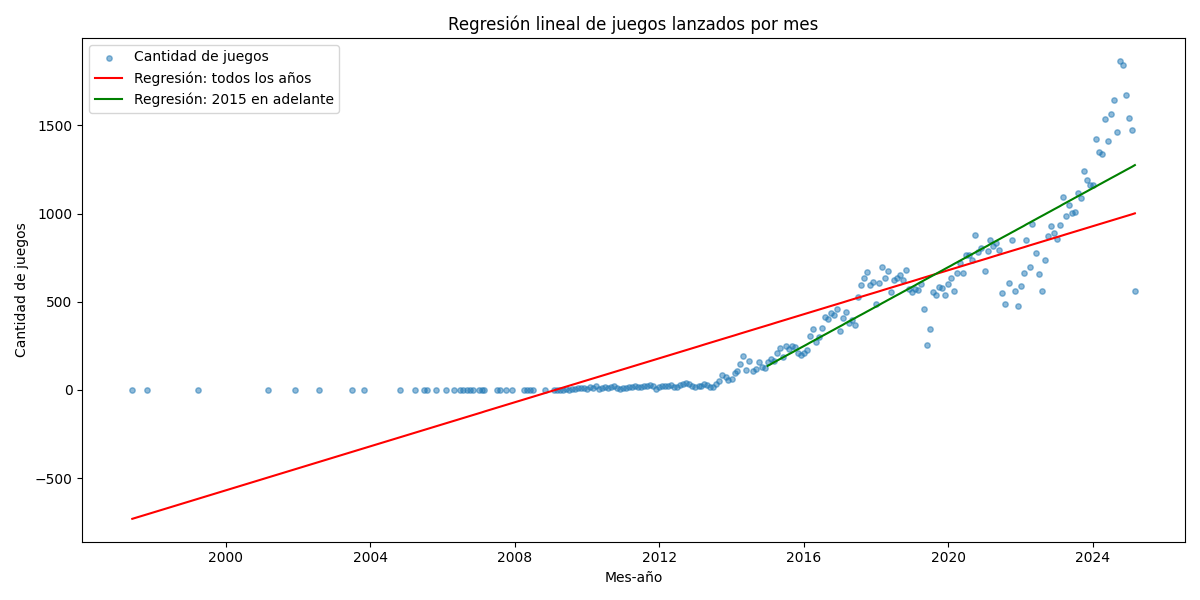 Regresión lineal de juegos lanzados por mes
Cantidad de juegos
Regresión: todos los años
Regresión: 2015 en adelante
Cantidad de juegos
1500
1000
500
0
−500
2000
2004
2008
2012
2016
2020
2024
Mes-año